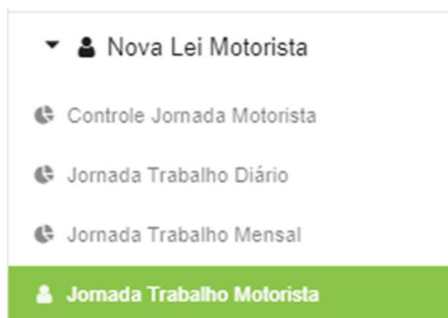 Nova Lei Motorista
Controle Jornada Motorista
Jornada Trabalho Diário
Jornada Trabalho Mensal
Jornada Trabalho Motorista